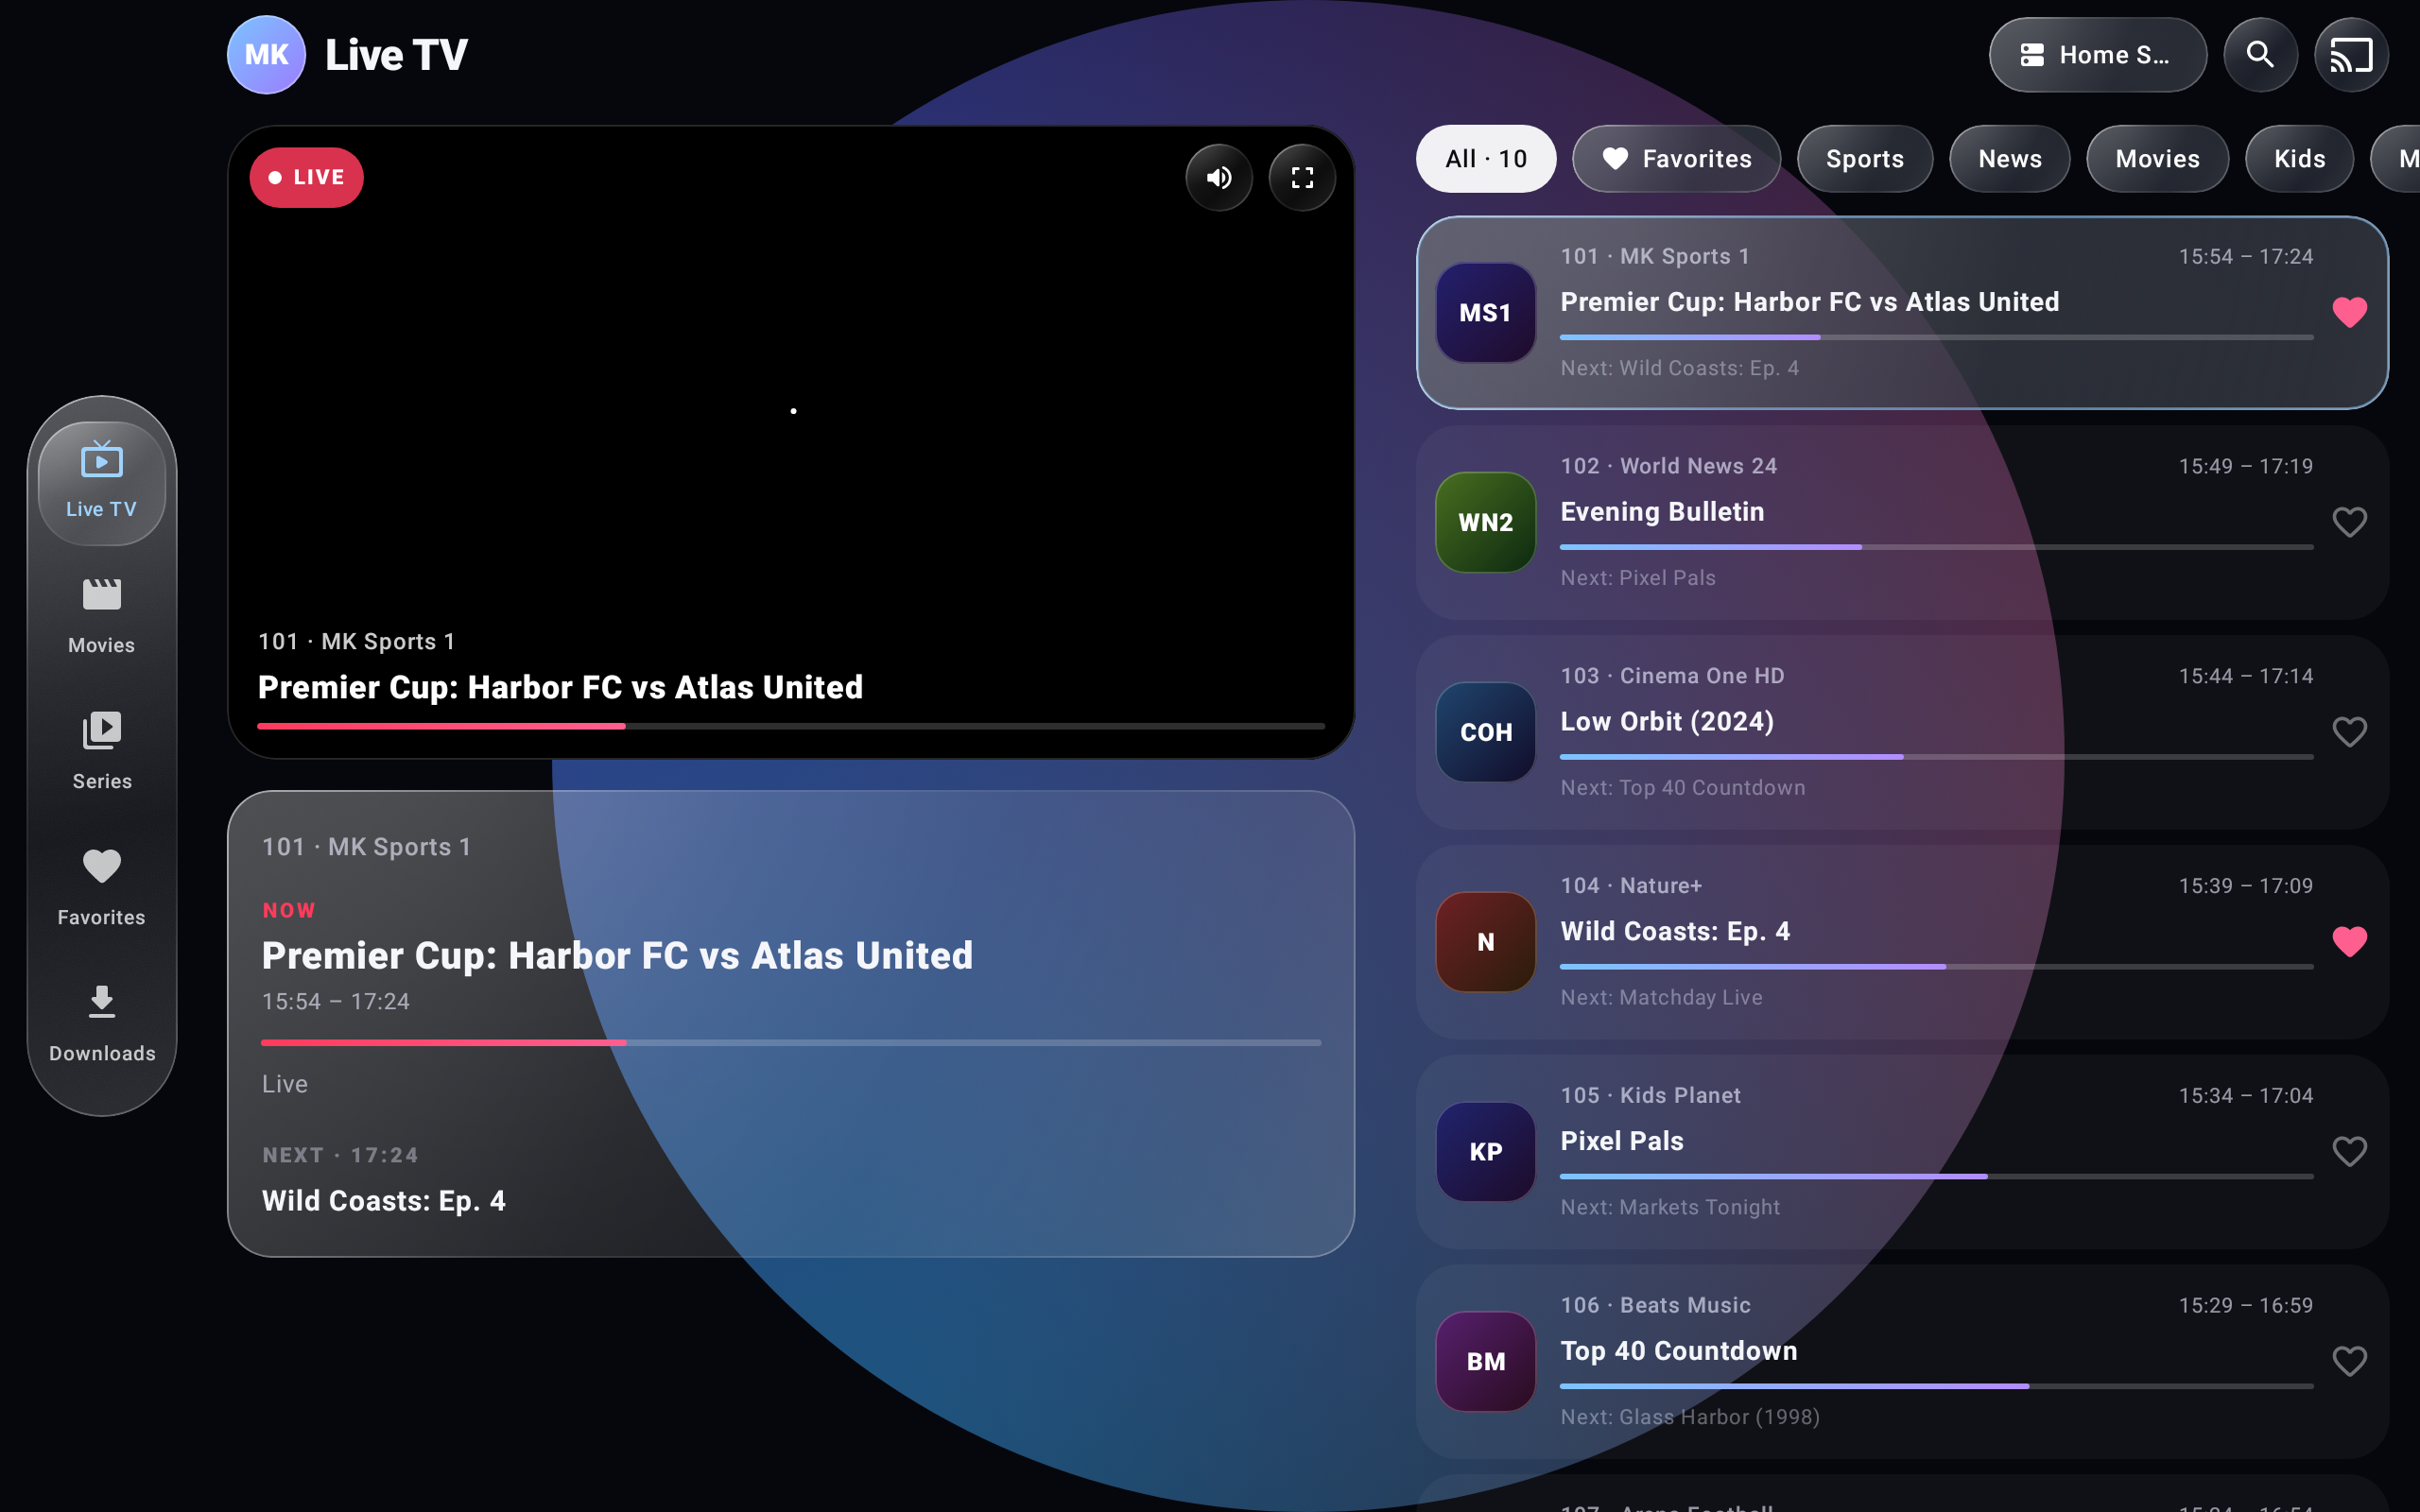 MK
Live TV
Home S...
LIVE
101 · MK Sports 1
Premier Cup: Harbor FC vs Atlas United
101 · MK Sports 1
NOW
Premier Cup: Harbor FC vs Atlas United
15:54 – 17:24
Live
NEXT · 17:24
Wild Coasts: Ep. 4
Live TV
Movies
Series
Favorites
Downloads
All · 10
Favorites
Sports
News
Movies
Kids
M
MS1
101 · MK Sports 1
15:54 – 17:24
Premier Cup: Harbor FC vs Atlas United
Next: Wild Coasts: Ep. 4
WN2
102 · World News 24
15:49 – 17:19
Evening Bulletin
Next: Pixel Pals
COH
103 · Cinema One HD
15:44 – 17:14
Low Orbit (2024)
Next: Top 40 Countdown
N
104 · Nature+
15:39 – 17:09
Wild Coasts: Ep. 4
Next: Matchday Live
KP
105 · Kids Planet
15:34 – 17:04
Pixel Pals
Next: Markets Tonight
BM
106 · Beats Music
15:29 – 16:59
Top 40 Countdown
Next: Glass Harbor (1998)